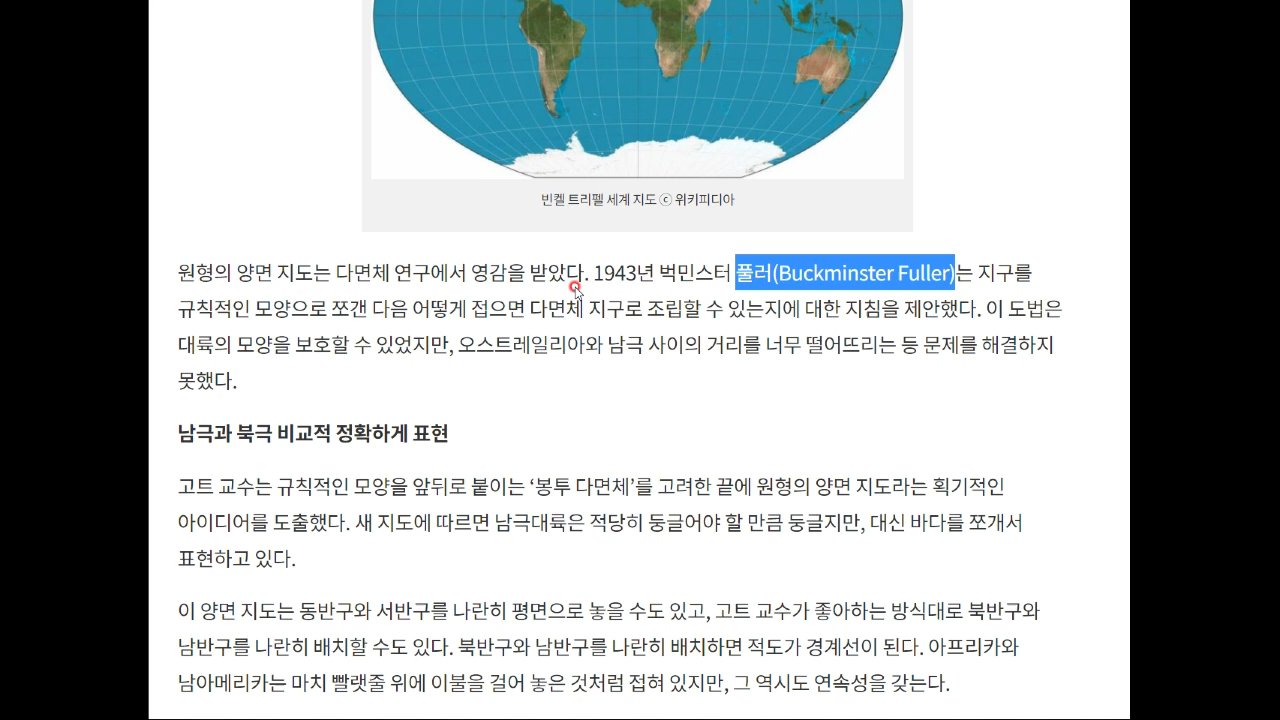 빈켈 트리펠 세계 지도 ⓒ 위키피디아
원형의 양면 지도는 다면체 연구에서 영감을 받았다. 1943년 벅민스터 풀러(Buckminster Fuller)는 지구를
규칙적인 모양으로 쪼갠 다음 어떻게 접으면 다면체 지구로 조립할 수 있는지에 대한 지침을 제안했다. 이 도법은
대륙의 모양을 보호할 수 있었지만, 오스트레일리아와 남극 사이의 거리를 너무 떨어뜨리는 등 문제를 해결하지
못했다.
남극과 북극 비교적 정확하게 표현
고트 교수는 규칙적인 모양을 앞뒤로 붙이는 ‘봉투 다면체’를 고려한 끝에 원형의 양면 지도라는 획기적인
아이디어를 도출했다. 새 지도에 따르면 남극대륙은 적당히 둥글어야 할 만큼 둥글지만, 대신 바다를 쪼개서
표현하고 있다.
이 양면 지도는 동반구와 서반구를 나란히 평면으로 놓을 수도 있고, 고트 교수가 좋아하는 방식대로 북반구와
남반구를 나란히 배치할 수도 있다. 북반구와 남반구를 나란히 배치하면 적도가 경계선이 된다. 아프리카와
남아메리카는 마치 빨랫줄 위에 이불을 걸어 놓은 것처럼 접혀 있지만, 그 역시도 연속성을 갖는다.